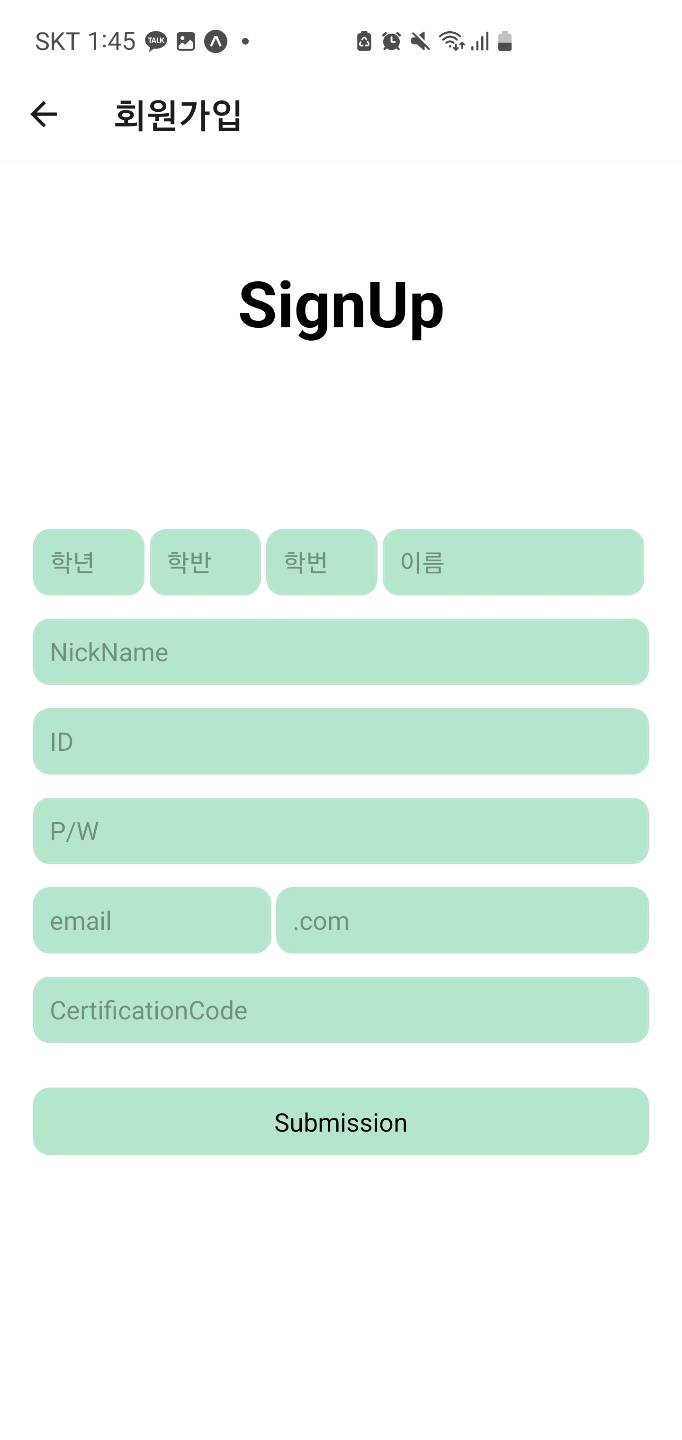 SKT 1:45 TALK
회원가입
SignUp
학년 학반 학번 이름
NickName
ID
P/W
email .com
CertificationCode
Submission